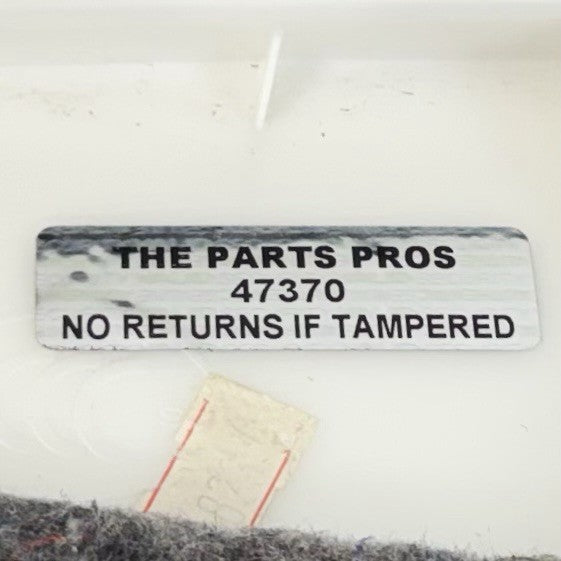 THE PARTS PROS
47370
NO RETURNS IF TAMPERED